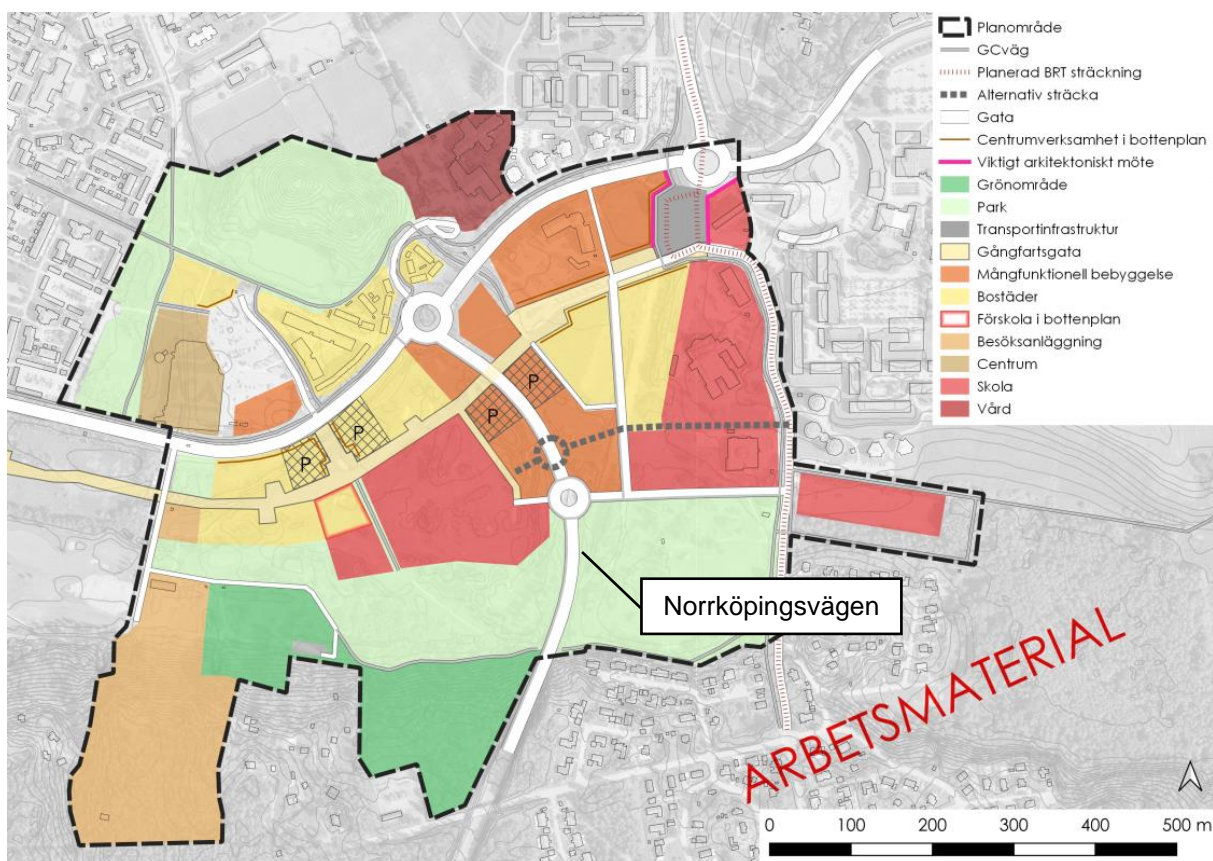 Planområde
GCväg
Planerad BRT sträckning
Alternativ sträcka
Gata
Centrumverksamhet i bottenplan
Viktigt arkitektoniskt möte
Grönområde
Park
Transportinfrastruktur
Gångfartsgata
Mångfunktionell bebyggelse
Bostäder
Förskola i bottenplan
Besöksanläggning
Centrum
Skola
Vård
P
P
P
P
Norrköpingsvägen
ARBETSMATERIAL
0 100 200 300 400 500 m